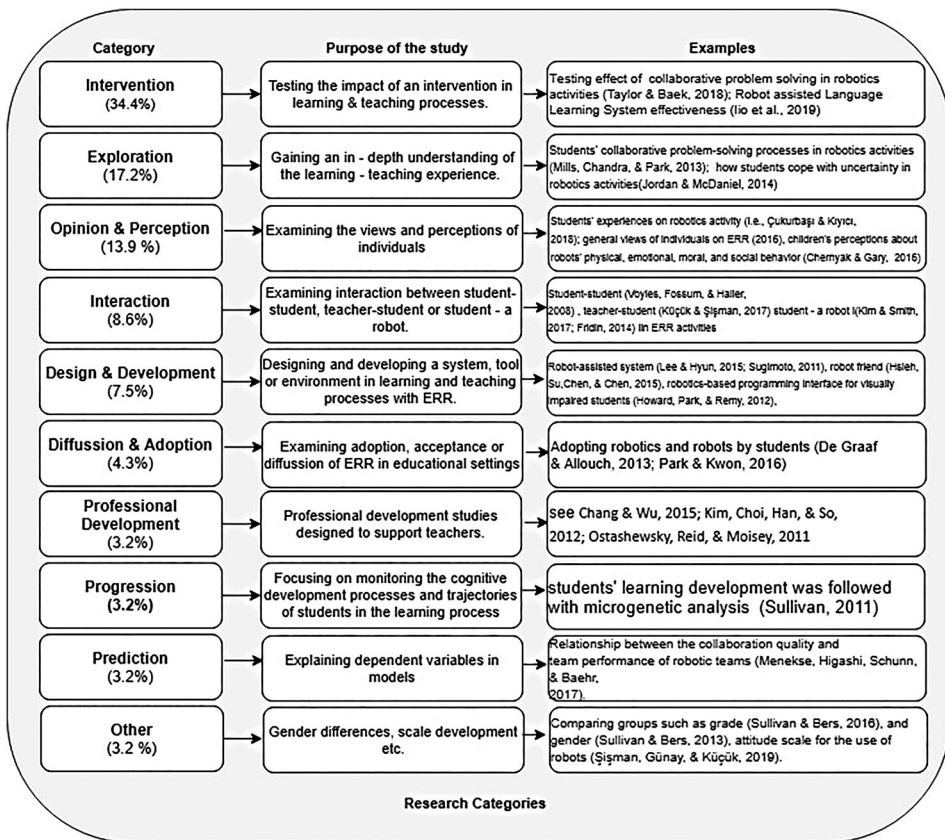 Category Purpose of the study Examples
Intervention
(34.4%)
Testing the impact of an intervention in
learning & teaching processes.
Testing effect of collaborative problem solving in robotics
activities (Taylor & Baek, 2018); Robot assisted Language
Learning System effectiveness (Iio et al., 2019)
Exploration
(17.2%)
Gaining an in - depth understanding of
the learning - teaching experience.
Students' collaborative problem-solving processes in robotics activities
(Mills, Chandra, & Park, 2013); how students cope with uncertainty in
robotics activities(Jordan & McDaniel, 2014)
Opinion & Perception
(13.9 %)
Examining the views and perceptions of
individuals
Students' experiences on robotics activity (i.e., Çukurbaşı & Kıyıcı,
2018); general views of individuals on ERR (2016), children's perceptions about
robots' physical, emotional, moral, and social behavior (Chernyak & Gary, 2016)
Interaction
(8.6%)
Examining interaction between student-
student, teacher-student or student - a
robot.
Student-student (Voyles, Fossum, & Haller,
2008) , teacher-student (Küçük & Şişman, 2017) student - a robot I(Kim & Smith,
2017; Fridin, 2014) Iin ERR activities
Design & Development
(7.5%)
Designing and developing a system, tool
or environment in learning and teaching
processes with ERR.
Robot-assisted system (Lee & Hyun, 2015; Sugimoto, 2011), robot friend (Hsieh,
Su,Chen, & Chen, 2015), robotics-based programming interface for visually
impaired students (Howard, Park, & Remy, 2012),
Diffussion & Adoption
(4.3%)
Examining adoption, acceptance or
diffussion of ERR in educational settings
Adopting robotics and robots by students (De Graaf
& Allouch, 2013; Park & Kwon, 2016)
Professional
Development
(3.2%)
Professional development studies
designed to support teachers.
see Chang & Wu, 2015; Kim, Choi, Han, & So,
2012; Ostashewsky, Reid, & Moisey, 2011
Progression
(3.2%)
Focusing on monitoring the cognitive
development processes and trajectories
of students in the learning process
students' learning development was followed
with microgenetic analysis (Sullivan, 2011)
Prediction
(3.2%)
Explaining dependent variables in
models
Relationship between the collaboration quality and
team performance of robotic teams (Menekse, Higashi, Schunn,
& Baehr,
2017).
Other
(3.2 %)
Gender differences, scale development
etc.
Comparing groups such as grade (Sullivan & Bers, 2016), and
gender (Sullivan & Bers, 2013), attitude scale for the use of
robots (Şişman, Günay, & Küçük, 2019).
Research Categories